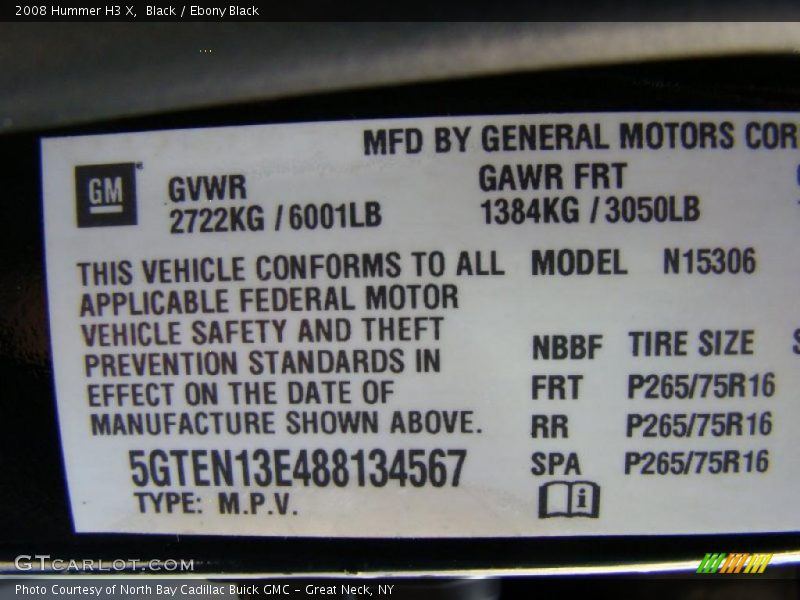 2008 Hummer H3 X,  Black / Ebony Black
MFD BY GENERAL MOTORS COR
GM
GVWR
2722KG / 6001LB
GAWR FRT
1384KG / 3050LB
THIS VEHICLE CONFORMS TO ALL
APPLICABLE FEDERAL MOTOR
VEHICLE SAFETY AND THEFT
PREVENTION STANDARDS IN
EFFECT ON THE DATE OF
MANUFACTURE SHOWN ABOVE.
5GTEN13E488134567
TYPE: M.P.V.
MODEL N15306
NBBF TIRE SIZE S
FRT P265/75R16
RR P265/75R16
SPA P265/75R16
GTCARLOT.COM
Photo Courtesy of North Bay Cadillac Buick GMC - Great Neck, NY